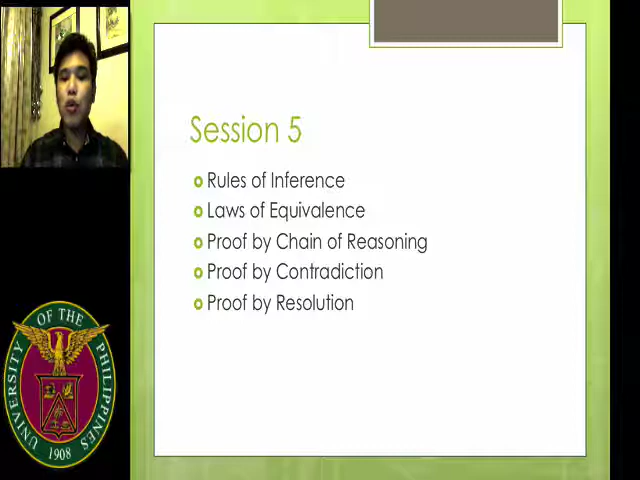 Session 5
Rules of Inference
Laws of Equivalence
Proof by Chain of Reasoning
Proof by Contradiction
Proof by Resolution
UNIVERSITY OF THE PHILIPPINES
1908